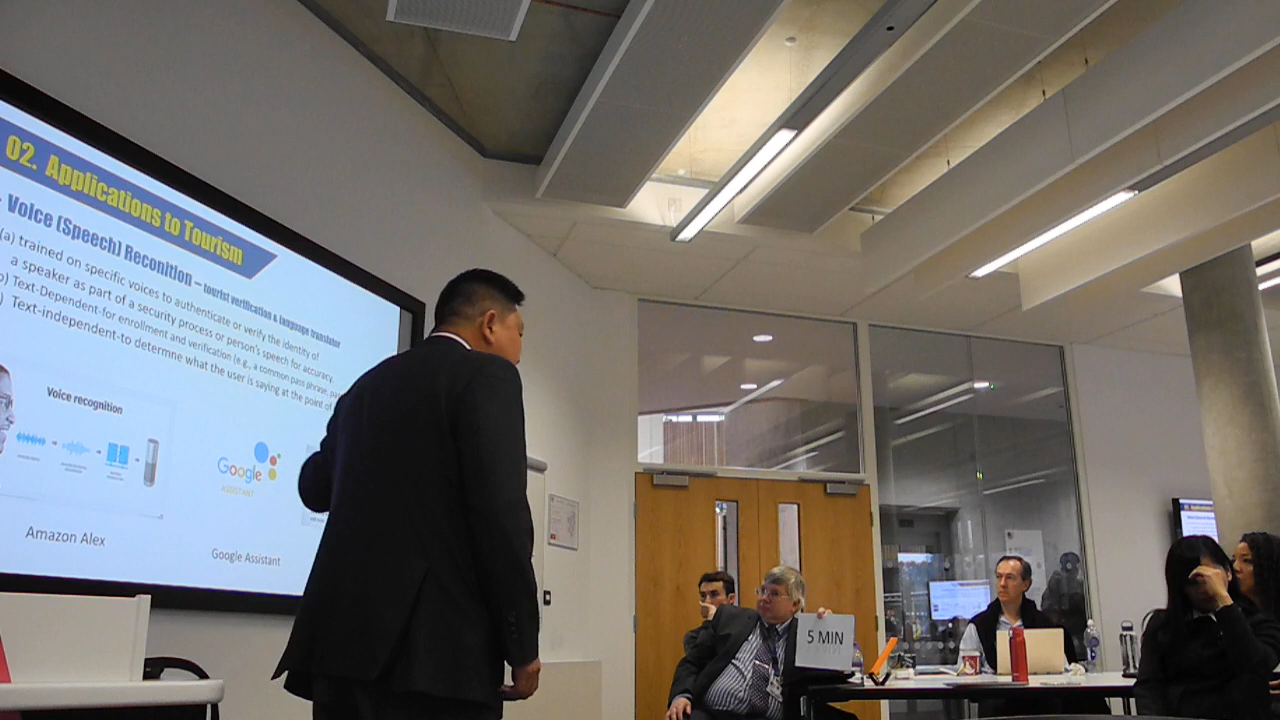 02. Applications to Tourism
Voice (Speech) Reconition – tourist verification & language translator
(a) trained on specific voices to authenticate or verify the identity of
a speaker as part of a security process or person's speech for accuracy.
b) Text-Dependent-for enrollment and verification (e.g., a common pass phrase,
) Text-independent-to determne what the user is saying at the point of
Voice recognition
Google
ASSISTANT
Amazon Alex
Google Assistant
5 MIN